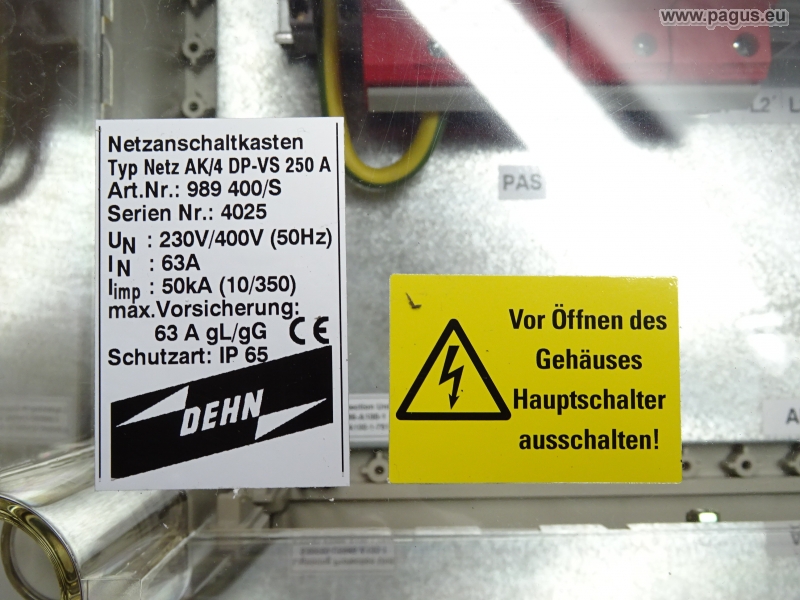 www.pagus.eu
L2' L
PAS
Netzanschaltkasten
Typ Netz AK/4 DP-VS 250 A
Art.Nr.: 989 400/S
Serien Nr.: 4025
UN : 230V/400V (50Hz)
IN : 63A
Iimp : 50kA (10/350)
max.Vorsicherung:
63 A gL/gG CE
Schutzart: IP 65
DEHN
Vor Öffnen des
Gehäuses
Hauptschalter
ausschalten!
A